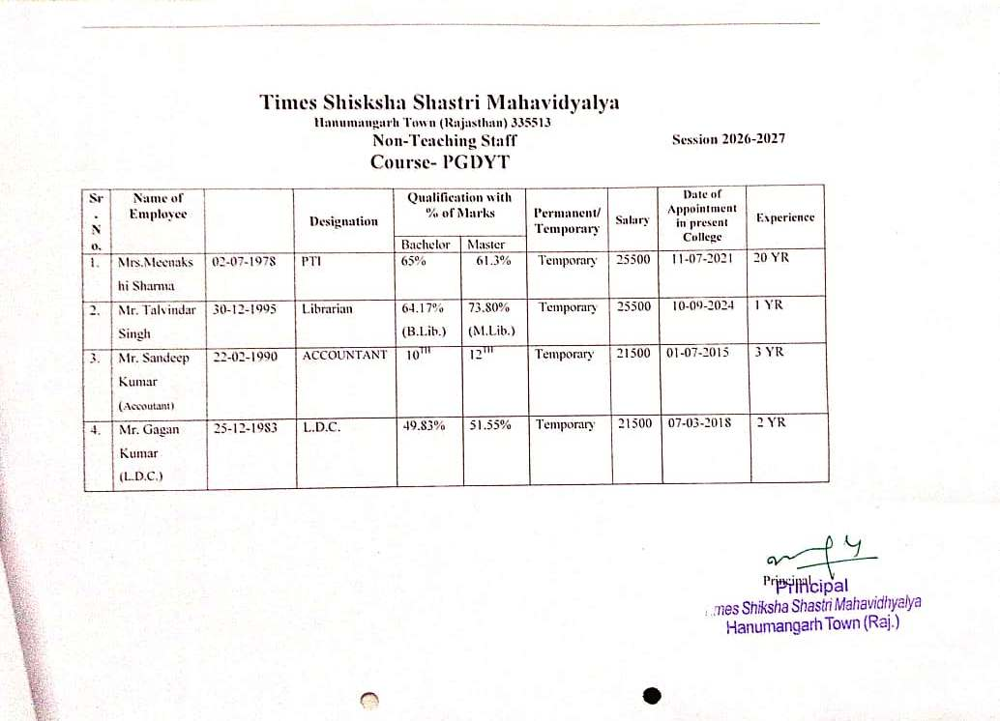 Times Shisksha Shastri Mahavidyalya
Hanumangarh Town (Rajasthan) 335513
Non-Teaching Staff
Session 2026-2027
Course- PGDYT
Sr. No. Name of Employee Designation Qualification with % of Marks Permanent/ Temporary Salary Date of Appointment in present College Experience
Bachelor Master
1. Mrs.Meenaks 02-07-1978 PTI 65% 61.3% Temporary 25500 11-07-2021 20 YR
hi Sharma
2. Mr. Talvindar 30-12-1995 Librarian 64.17% 73.80% Temporary 25500 10-09-2024 1 YR
Singh (B.Lib.) (M.Lib.)
3. Mr. Sandeep 22-02-1990 ACCOUNTANT 10TH 12TH Temporary 21500 01-07-2015 3 YR
Kumar
(Accoutant)
4. Mr. Gagan 25-12-1983 L.D.C. 49.83% 51.55% Temporary 21500 07-03-2018 2 YR
Kumar
(L.D.C.)
Principal
Principal
mes Shiksha Shastri Mahavidhyalya
Hanumangarh Town (Raj.)